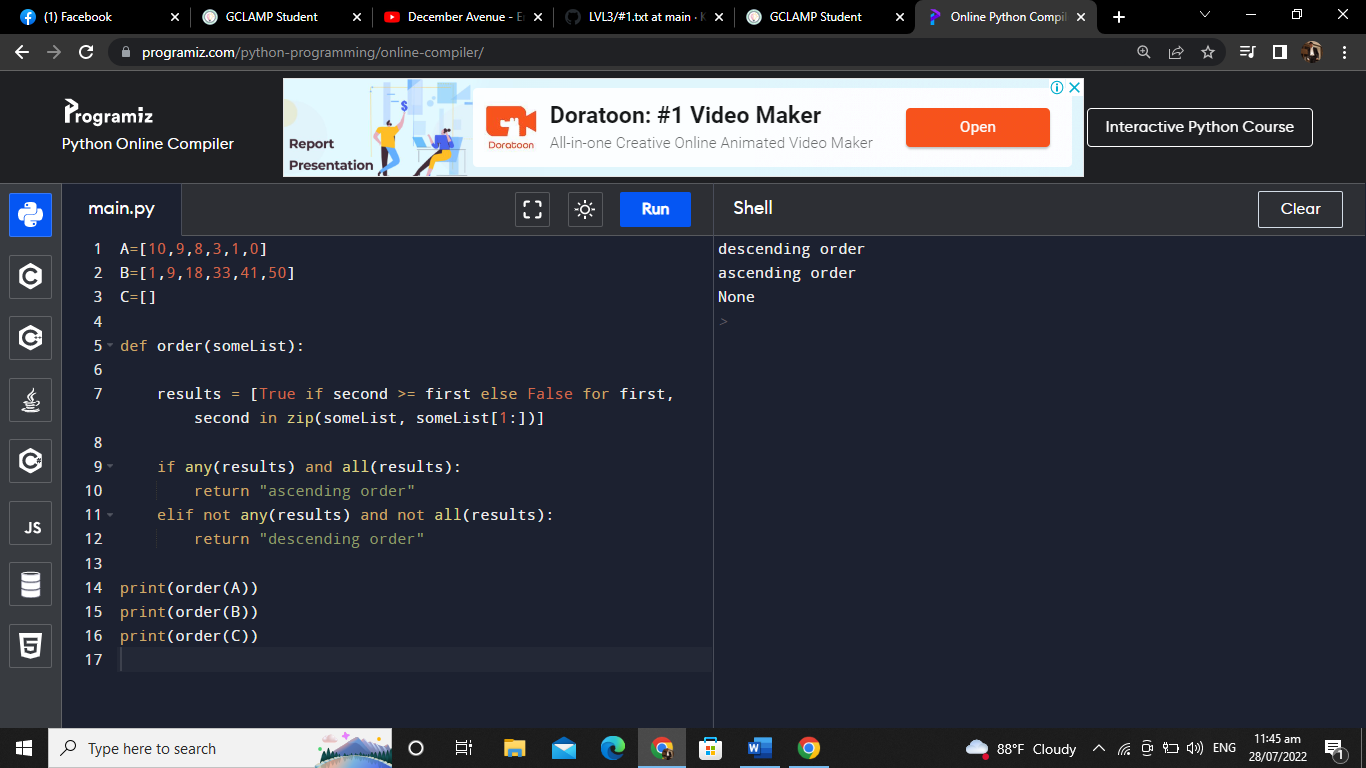 (1) Facebook
GCLAMP Student
December Avenue - E
LVL3/#1.txt at main · K
GCLAMP Student
Online Python Compil
programiz.com/python-programming/online-compiler/
Programiz
Python Online Compiler
Report
Presentation
Doratoon
Doratoon: #1 Video Maker
All-in-one Creative Online Animated Video Maker
Open
Interactive Python Course
main.py
Run
Shell
Clear
1 A=[10,9,8,3,1,0]
2 B=[1,9,18,33,41,50]
3 C=[]
4
5 def order(someList):
6
7 results = [True if second >= first else False for first,
second in zip(someList, someList[1:])]
8
9 if any(results) and all(results):
10 return "ascending order"
11 elif not any(results) and not all(results):
12 return "descending order"
13
14 print(order(A))
15 print(order(B))
16 print(order(C))
17
descending order
ascending order
None
>
JS
Type here to search
88°F Cloudy
ENG
11:45 am
28/07/2022
1